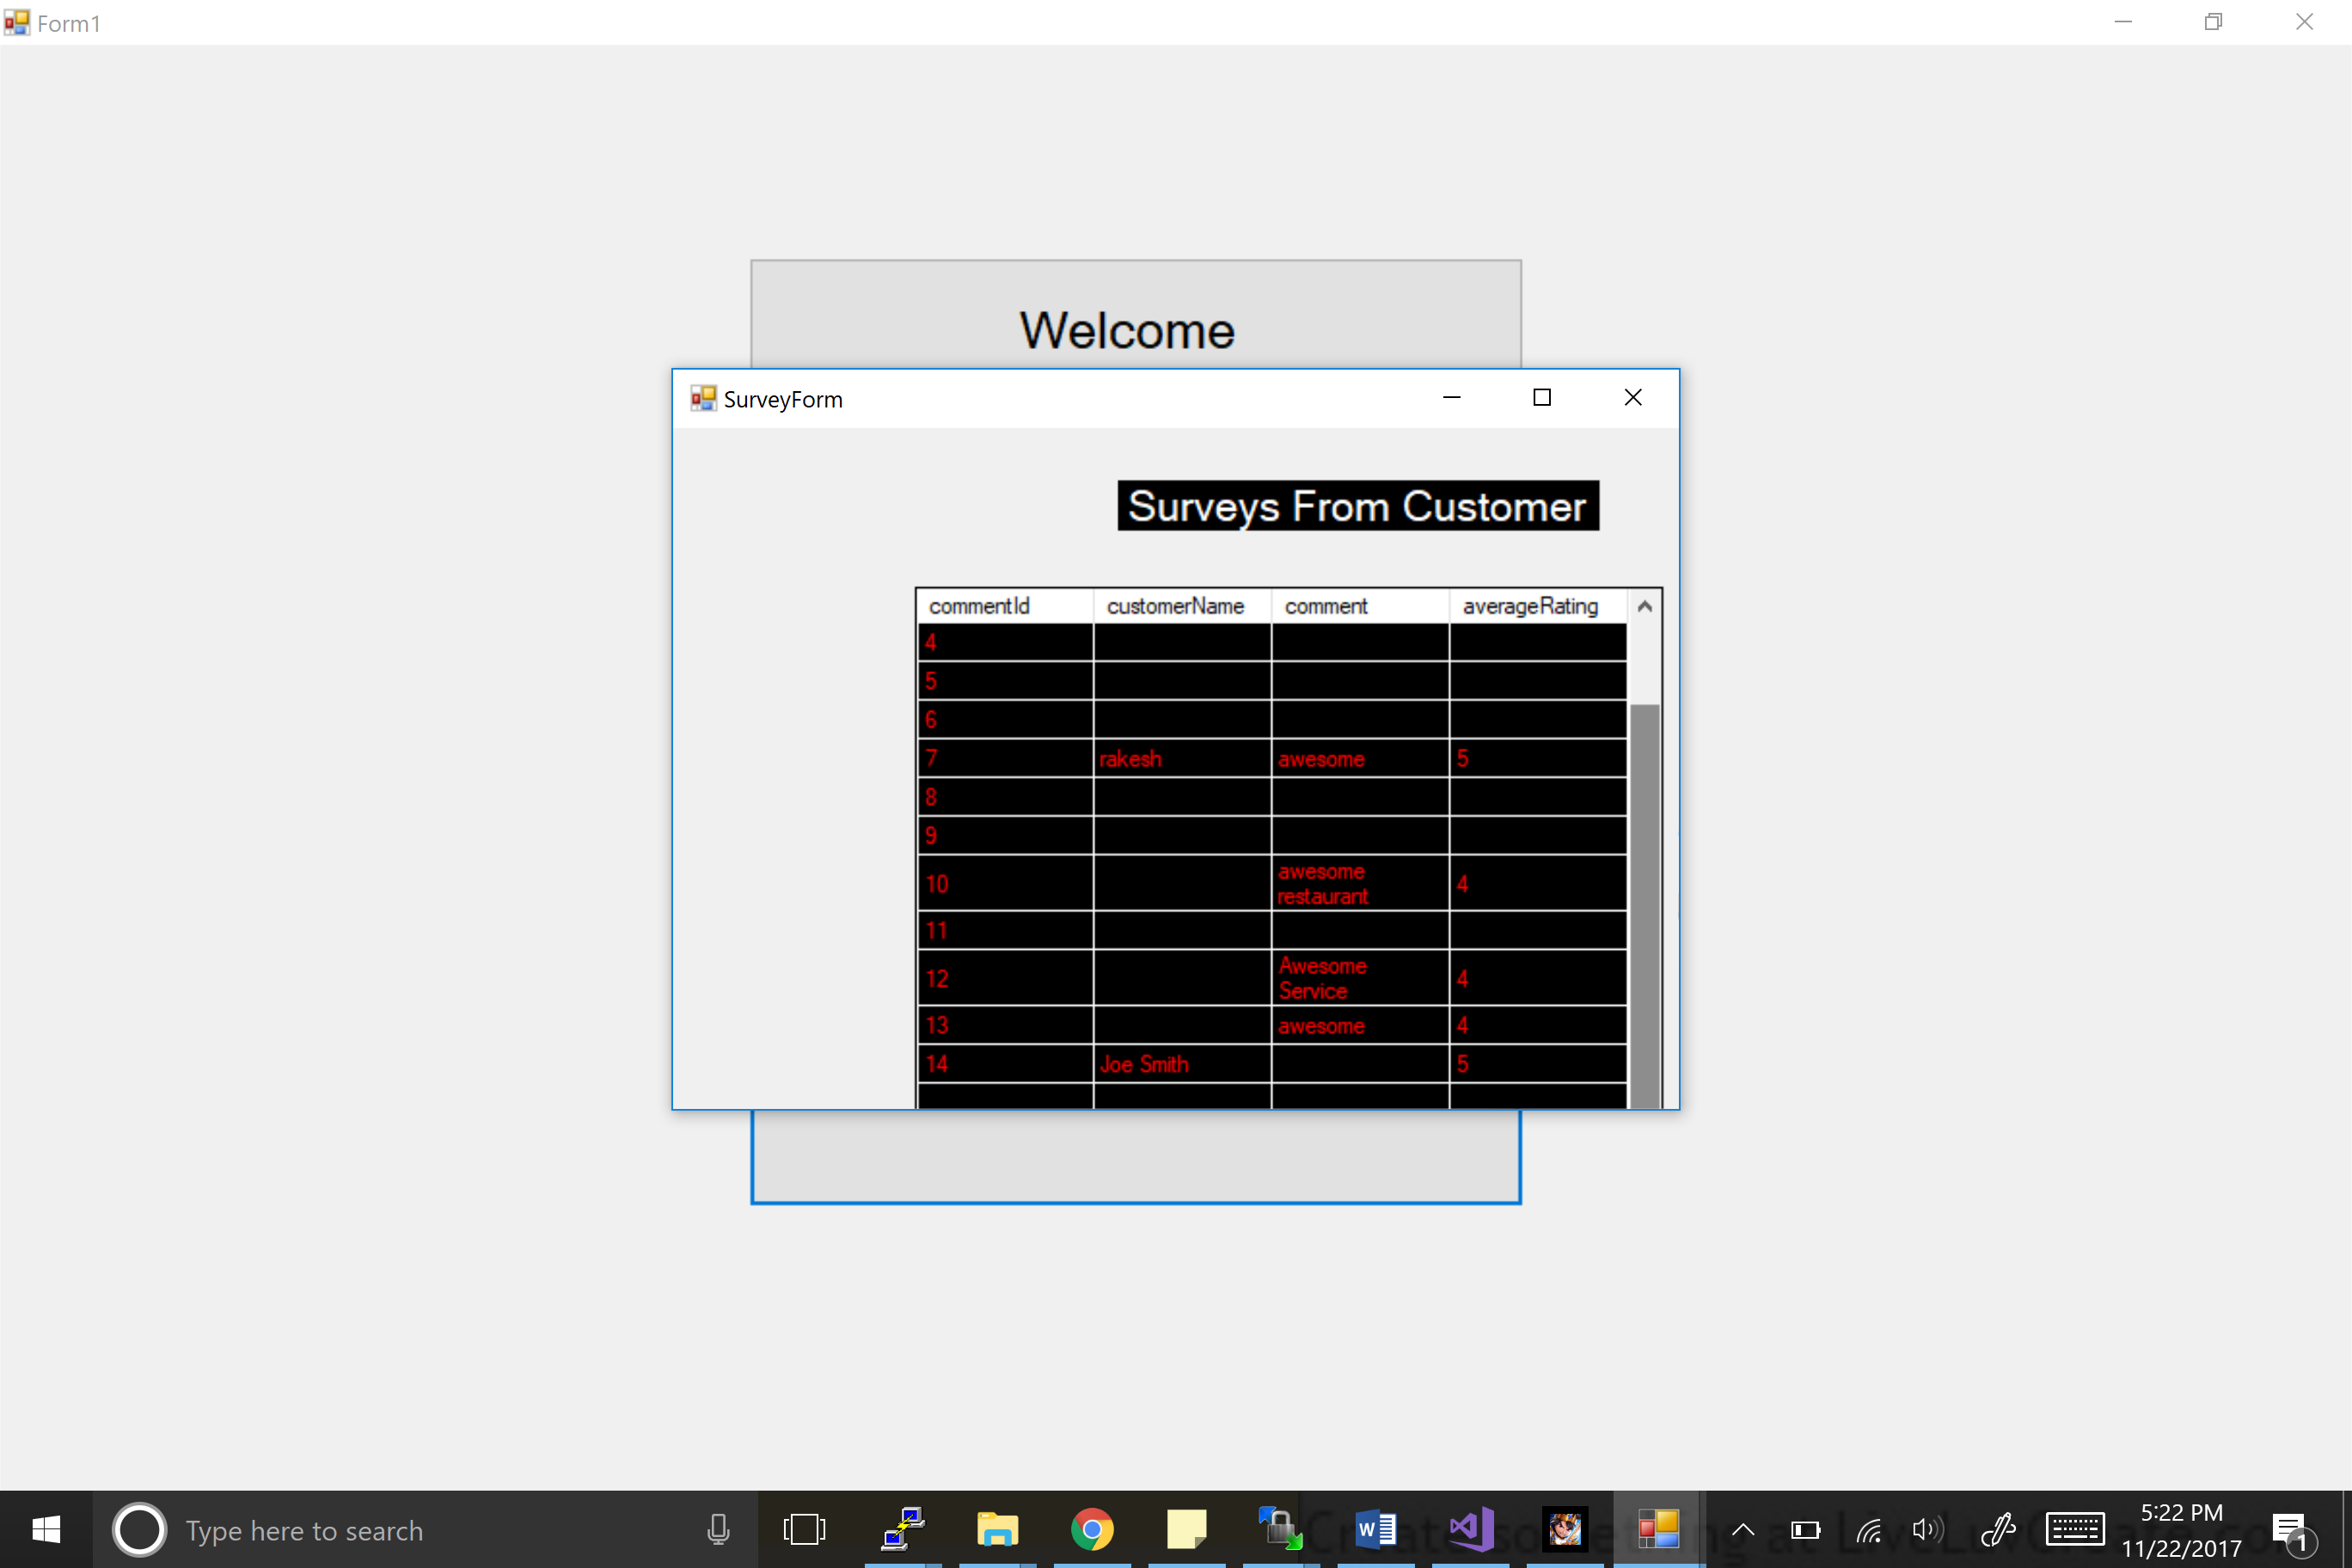 Form1
Welcome
SurveyForm
Surveys From Customer
commentId customerName comment averageRating
4
5
6
7 rakesh awesome 5
8
9
10 awesome restaurant 4
11
12 Awesome Service 4
13 awesome 4
14 Joe Smith 5
Type here to search
W
5:22 PM
11/22/2017
1